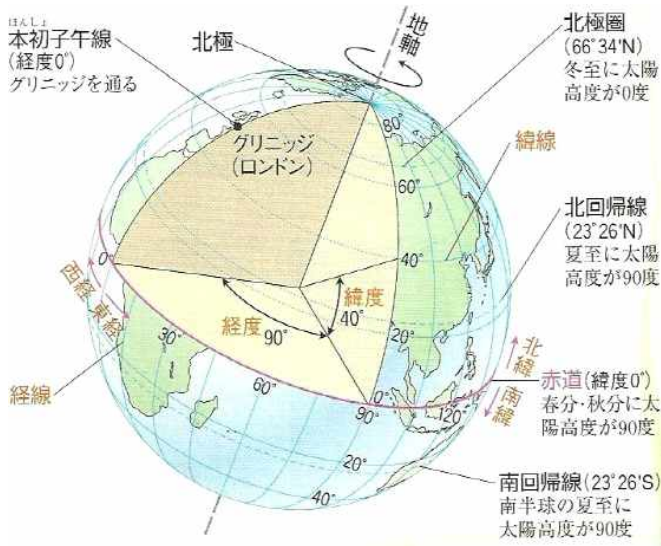 ほんしょ
本初子午線
(経度0°)
グリニッジを通る
北極
地軸
北極圏
(66°34′N)
冬至に太陽
高度が0度
グリニッジ
(ロンドン)
80°
緯線
60°
北回帰線
(23°26′N)
夏至に太陽
高度が90度
0°
40°
西経
東経
経度
90°
緯度
40°
30°
20°
北緯
南緯
経線
60°
0°
90°
120°
赤道(緯度0°)
春分・秋分に太
陽高度が90度
20°
40°
南回帰線(23°26′S)
南半球の夏至に
太陽高度が90度